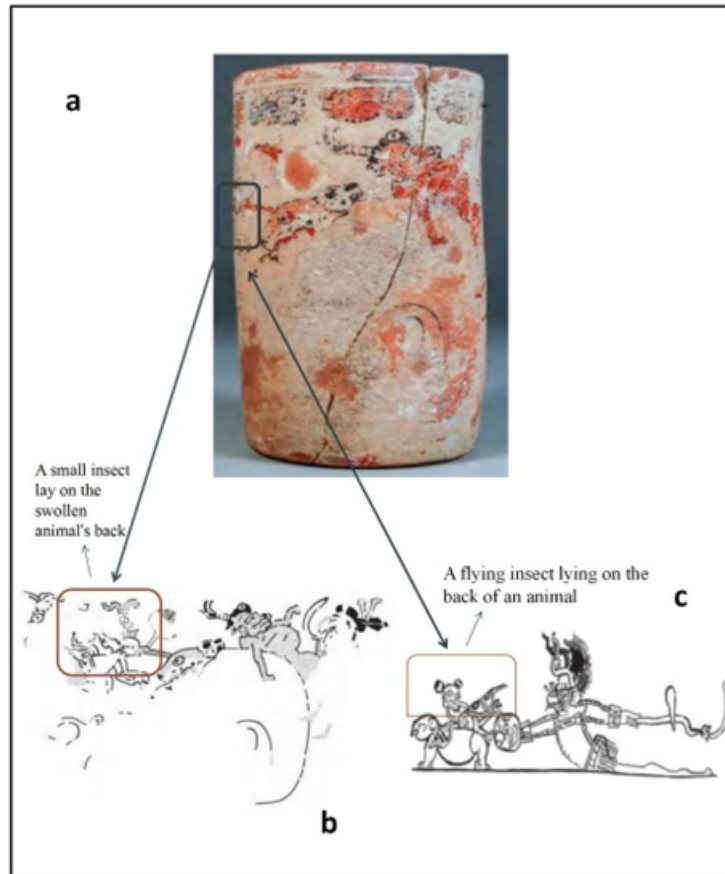 a
A small insect
lay on the
swollen
animal's back
A flying insect lying on the
back of an animal
c
b